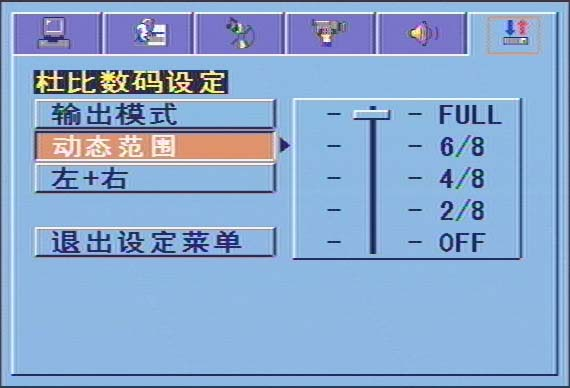 杜比数码设定
输出模式
动态范围
左+右
退出设定菜单
- - FULL
- - 6/8
- - 4/8
- - 2/8
- - OFF